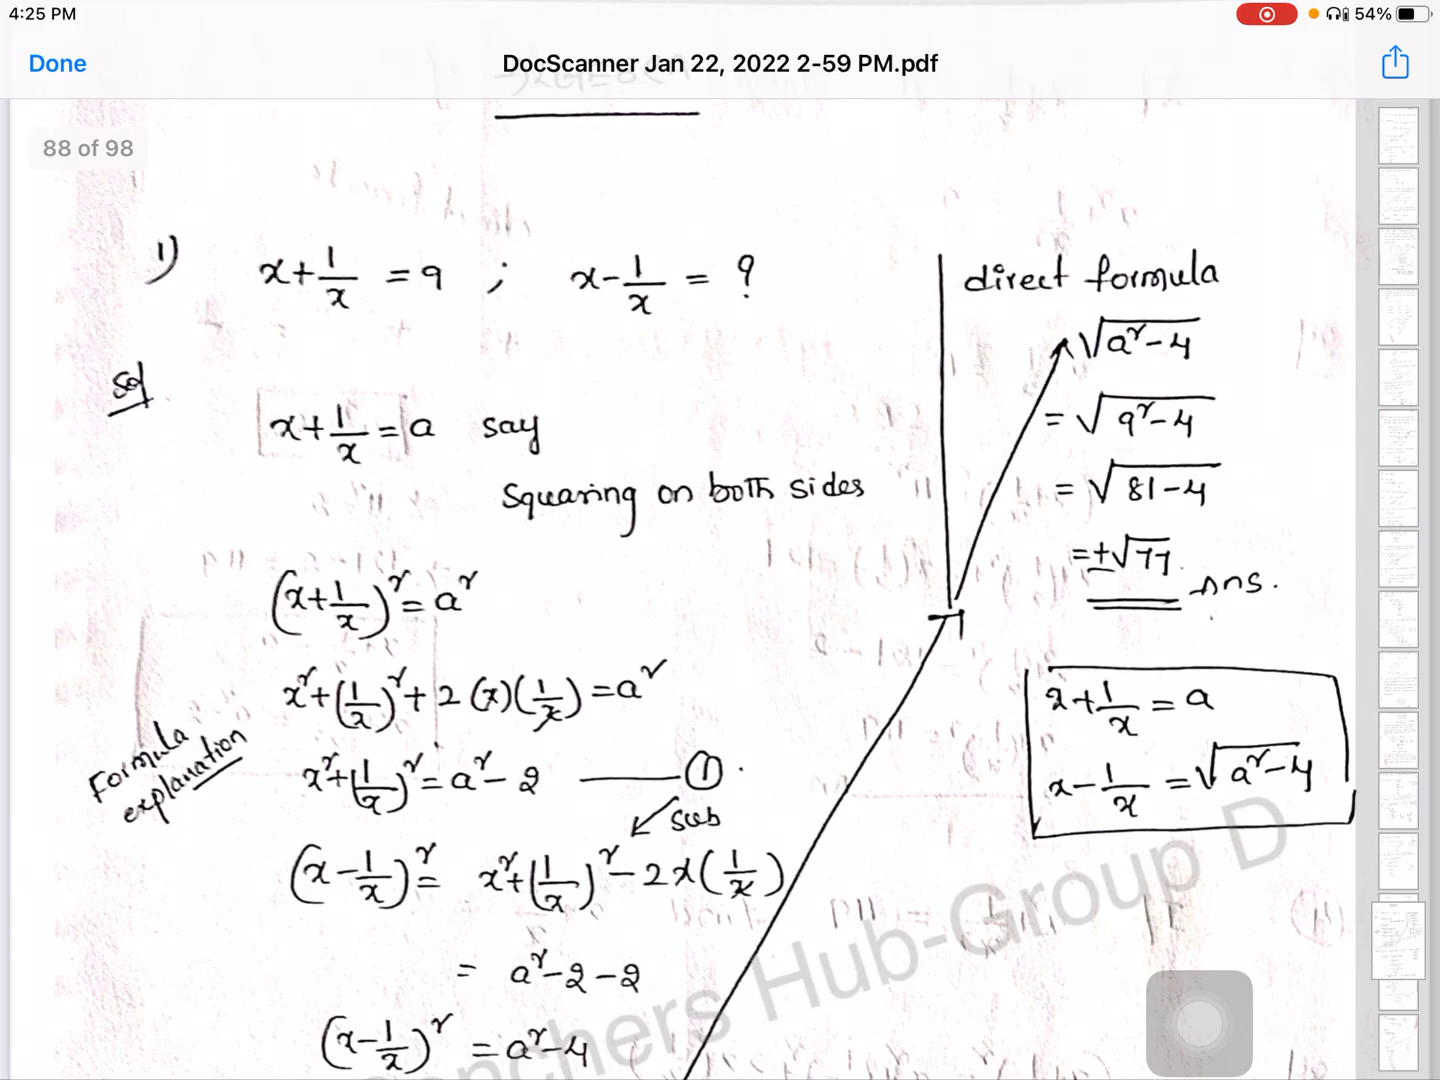 4:25 PM
54%
Done
DocScanner Jan 22, 2022 2-59 PM.pdf
88 of 98
1) x + 1/x = 9 ; x - 1/x = ?
Sol
x + 1/x = a say
Squaring on both sides
(x + 1/x)² = a²
x² + (1/x)² + 2(x)(1/x) = a²
Formula explanation
x² + (1/x)² = a² - 2 —— ①
sub
(x - 1/x)² = x² + (1/x)² - 2x(1/x)
= a² - 2 - 2
(x - 1/x)² = a² - 4
direct formula
√a² - 4
= √9² - 4
= √81 - 4
= ±√77 Ans.
x + 1/x = a
x - 1/x = √a² - 4
Hub-Group D